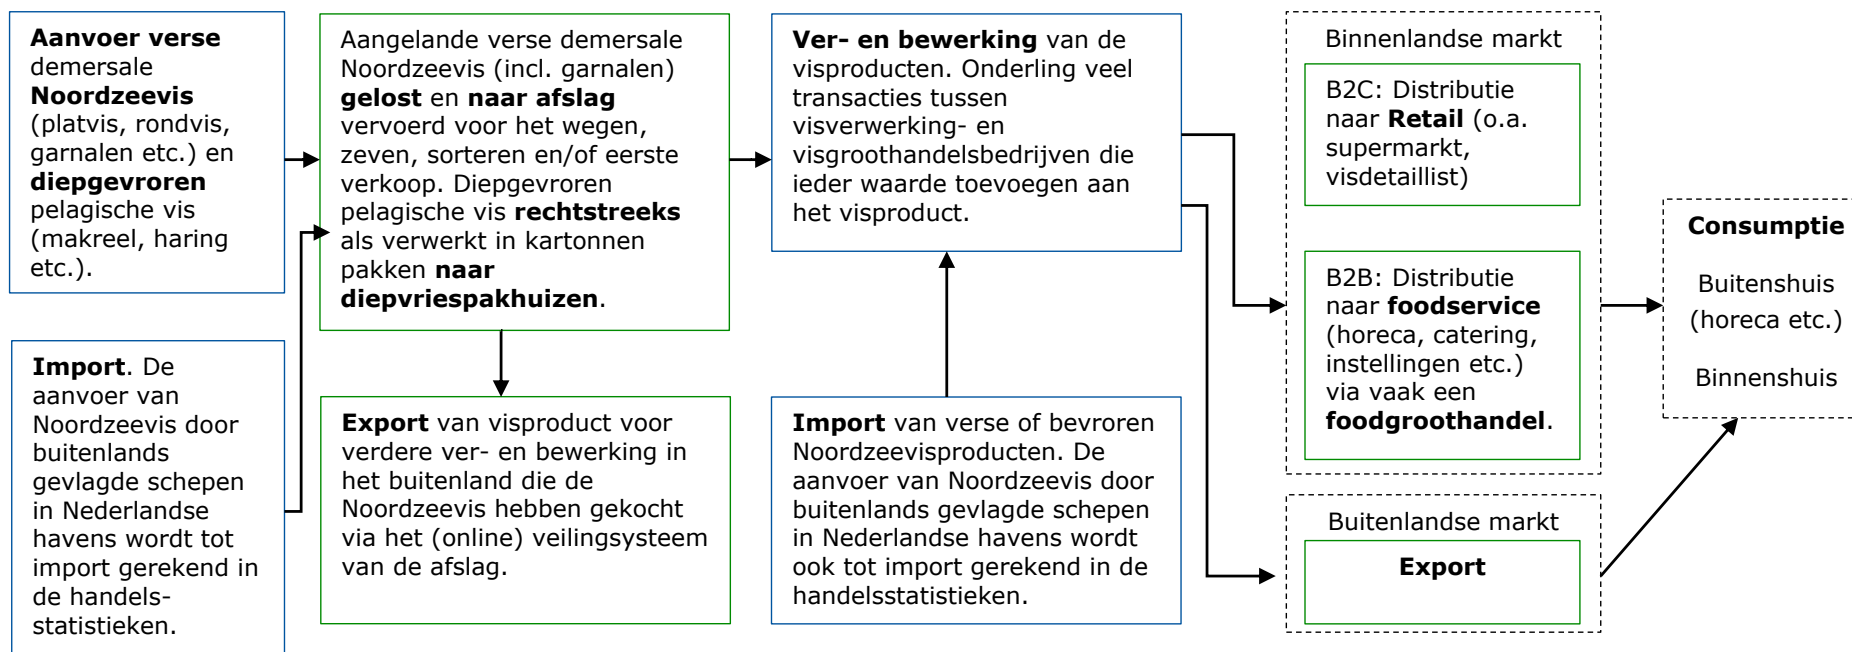 Aanvoer verse
demersale
Noordzeevis
(platvis, rondvis,
garnalen etc.) en
diepgevroren
pelagische vis
(makreel, haring
etc.).
Import. De
aanvoer van
Noordzeevis door
buitenlands
gevlagde schepen
in Nederlandse
havens wordt tot
import gerekend in
de handels-
statistieken.
Aangelande verse demersale
Noordzeevis (incl. garnalen)
gelost en naar afslag
vervoerd voor het wegen,
zeven, sorteren en/of eerste
verkoop. Diepgevroren
pelagische vis rechtstreeks
als verwerkt in kartonnen
pakken naar
diepvriespakhuizen.
Export van visproduct voor
verdere ver- en bewerking in
het buitenland die de
Noordzeevis hebben gekocht
via het (online) veilingsysteem
van de afslag.
Ver- en bewerking van de
visproducten. Onderling veel
transacties tussen
visverwerking- en
visgroothandelsbedrijven die
ieder waarde toevoegen aan
het visproduct.
Import van verse of bevroren
Noordzeevisproducten. De
aanvoer van Noordzeevis door
buitenlands gevlagde schepen
in Nederlandse havens wordt
ook tot import gerekend in de
handelsstatistieken.
Binnenlandse markt
B2C: Distributie
naar Retail (o.a.
supermarkt,
visdetaillist)
B2B: Distributie
naar foodservice
(horeca, catering,
instellingen etc.)
via vaak een
foodgroothandel.
Buitenlandse markt
Export
Consumptie
Buitenshuis
(horeca etc.)
Binnenshuis